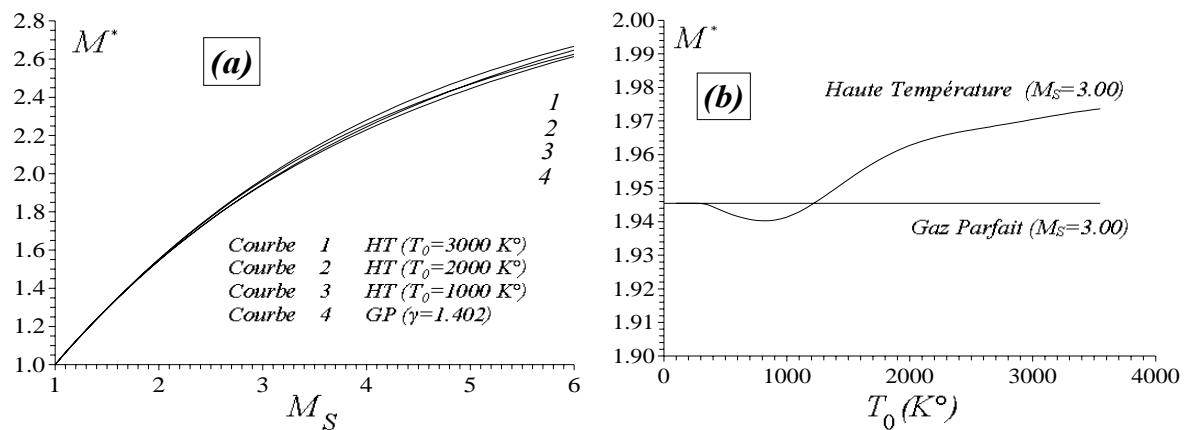 2.8
2.6
2.4
2.2
2.0
1.8
1.6
1.4
1.2
1.0
M*
(a)
1
2
3
4
Courbe 1 HT (T₀=3000 K°)
Courbe 2 HT (T₀=2000 K°)
Courbe 3 HT (T₀=1000 K°)
Courbe 4 GP (γ=1.402)
1 2 3 4 5 6
M_S
2.00
1.99
1.98
1.97
1.96
1.95
1.94
1.93
1.92
1.91
1.90
M*
(b)
Haute Température (M_S=3.00)
Gaz Parfait (M_S=3.00)
0 1000 2000 3000 4000
T₀ (K°)